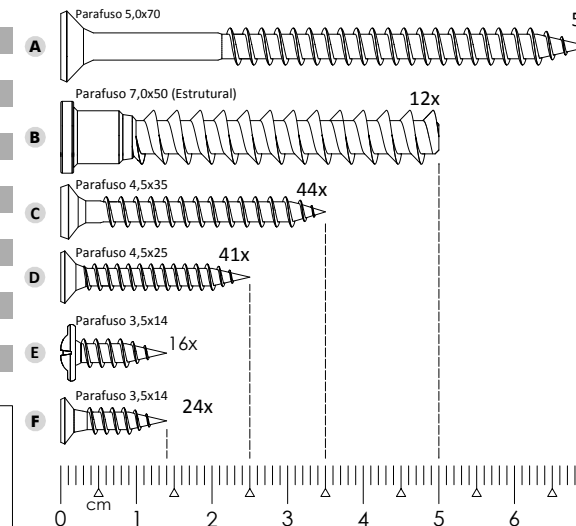 Parafuso 5,0x70
A
Parafuso 7,0x50 (Estrutural)
12x
B
Parafuso 4,5x35
44x
C
Parafuso 4,5x25
41x
D
Parafuso 3,5x14
16x
E
Parafuso 3,5x14
24x
F
cm
0 1 2 3 4 5 6